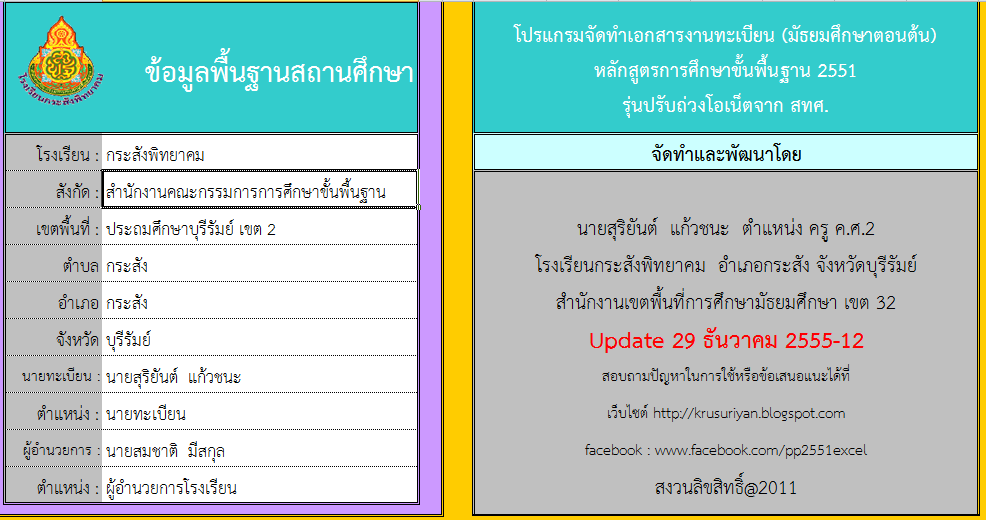 โรงเรียนกระสังพิทยาคม
ข้อมูลพื้นฐานสถานศึกษา
โรงเรียน : กระสังพิทยาคม
สังกัด : สำนักงานคณะกรรมการการศึกษาขั้นพื้นฐาน
เขตพื้นที่ : ประถมศึกษาบุรีรัมย์ เขต 2
ตำบล กระสัง
อำเภอ กระสัง
จังหวัด บุรีรัมย์
นายทะเบียน : นายสุริยันต์ แก้วชนะ
ตำแหน่ง : นายทะเบียน
ผู้อำนวยการ : นายสมชาติ มีสกุล
ตำแหน่ง : ผู้อำนวยการโรงเรียน
โปรแกรมจัดทำเอกสารงานทะเบียน (มัธยมศึกษาตอนต้น)
หลักสูตรการศึกษาขั้นพื้นฐาน 2551
รุ่นปรับถ่วงโอเน็ตจาก สทศ.
จัดทำและพัฒนาโดย
นายสุริยันต์ แก้วชนะ ตำแหน่ง ครู ค.ศ.2
โรงเรียนกระสังพิทยาคม อำเภอกระสัง จังหวัดบุรีรัมย์
สำนักงานเขตพื้นที่การศึกษามัธยมศึกษา เขต 32
Update 29 ธันวาคม 2555-12
สอบถามปัญหาในการใช้หรือข้อเสนอแนะได้ที่
เว็บไซต์ http://krusuriyan.blogspot.com
facebook : www.facebook.com/pp2551excel
สงวนลิขสิทธิ์@2011